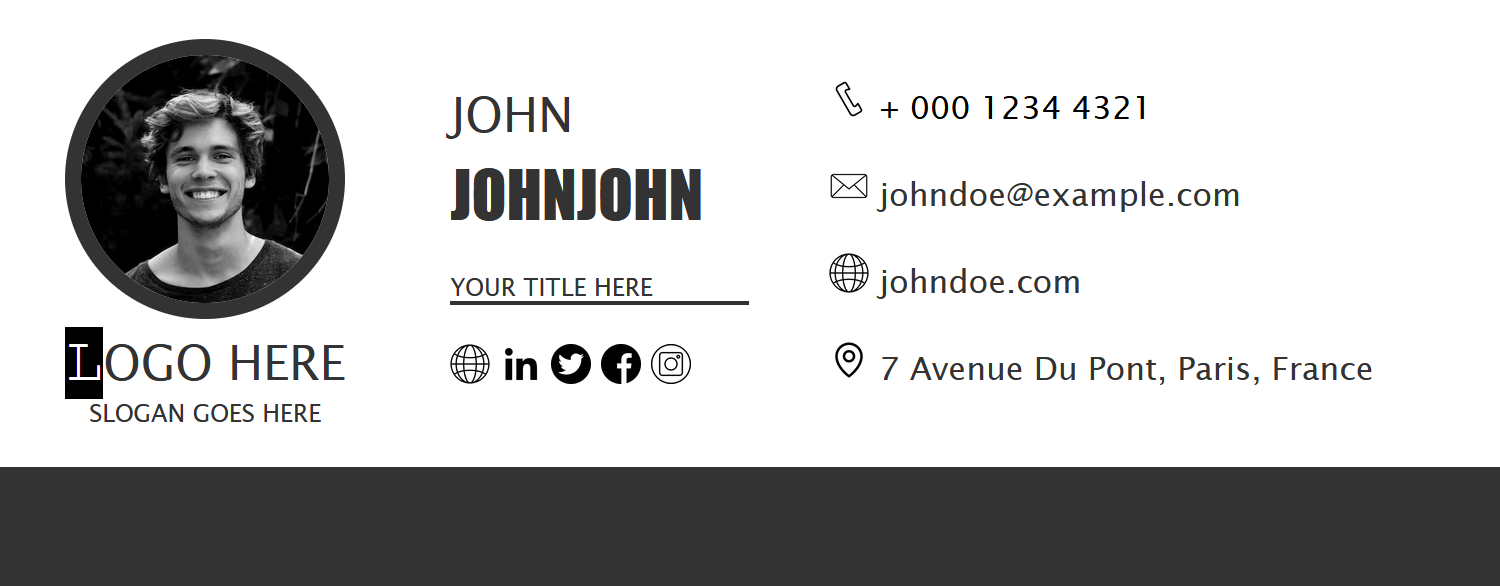 JOHN
JOHNJOHN
YOUR TITLE HERE
LOGO HERE
SLOGAN GOES HERE
+ 000 1234 4321
johndoe@example.com
johndoe.com
7 Avenue Du Pont, Paris, France